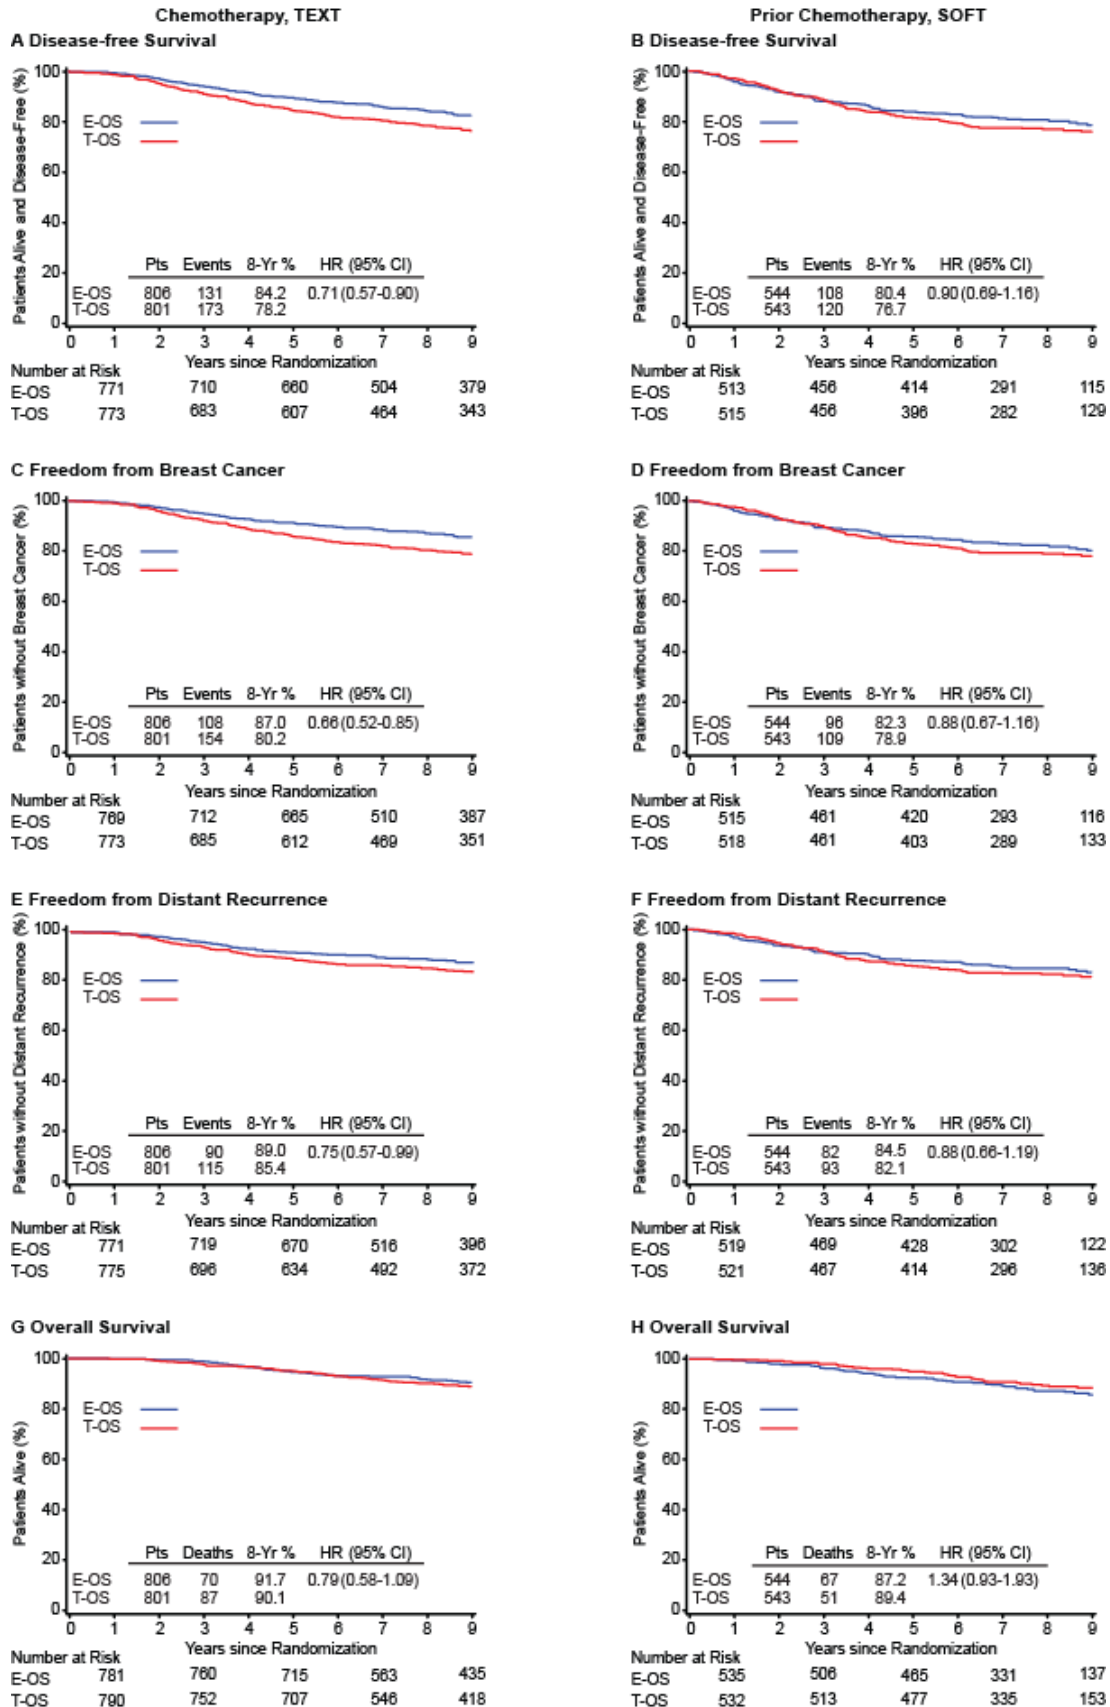 Chemotherapy, TEXT
A Disease-free Survival
Patients Alive and Disease-Free (%)
100
80
60
40
20
0
E-OS
T-OS
Pts Events 8-Yr % HR (95% CI)
E-OS 806 131 84.2 0.71 (0.57-0.90)
T-OS 801 173 78.2
0 1 2 3 4 5 6 7 8 9
Years since Randomization
Number at Risk
E-OS 771 710 660 504 379
T-OS 773 683 607 464 343
Prior Chemotherapy, SOFT
B Disease-free Survival
Patients Alive and Disease-Free (%)
100
80
60
40
20
0
E-OS
T-OS
Pts Events 8-Yr % HR (95% CI)
E-OS 544 108 80.4 0.90 (0.69-1.16)
T-OS 543 120 76.7
0 1 2 3 4 5 6 7 8 9
Years since Randomization
Number at Risk
E-OS 513 456 414 291 115
T-OS 515 456 396 282 129
C Freedom from Breast Cancer
Patients without Breast Cancer (%)
100
80
60
40
20
0
E-OS
T-OS
Pts Events 8-Yr % HR (95% CI)
E-OS 806 108 87.0 0.66 (0.52-0.85)
T-OS 801 154 80.2
0 1 2 3 4 5 6 7 8 9
Years since Randomization
Number at Risk
E-OS 769 712 665 510 387
T-OS 773 685 612 469 351
D Freedom from Breast Cancer
Patients without Breast Cancer (%)
100
80
60
40
20
0
E-OS
T-OS
Pts Events 8-Yr % HR (95% CI)
E-OS 544 96 82.3 0.88 (0.67-1.16)
T-OS 543 109 78.9
0 1 2 3 4 5 6 7 8 9
Years since Randomization
Number at Risk
E-OS 515 461 420 293 116
T-OS 518 461 403 289 133
E Freedom from Distant Recurrence
Patients without Distant Recurrence (%)
100
80
60
40
20
0
E-OS
T-OS
Pts Events 8-Yr % HR (95% CI)
E-OS 806 90 89.0 0.75 (0.57-0.99)
T-OS 801 115 85.4
0 1 2 3 4 5 6 7 8 9
Years since Randomization
Number at Risk
E-OS 771 719 670 516 396
T-OS 775 696 634 492 372
F Freedom from Distant Recurrence
Patients without Distant Recurrence (%)
100
80
60
40
20
0
E-OS
T-OS
Pts Events 8-Yr % HR (95% CI)
E-OS 544 82 84.5 0.88 (0.66-1.19)
T-OS 543 93 82.1
0 1 2 3 4 5 6 7 8 9
Years since Randomization
Number at Risk
E-OS 519 469 428 302 122
T-OS 521 467 414 296 136
G Overall Survival
Patients Alive (%)
100
80
60
40
20
0
E-OS
T-OS
Pts Deaths 8-Yr % HR (95% CI)
E-OS 806 70 91.7 0.79 (0.58-1.09)
T-OS 801 87 90.1
0 1 2 3 4 5 6 7 8 9
Years since Randomization
Number at Risk
E-OS 781 760 715 563 435
T-OS 790 752 707 546 418
H Overall Survival
Patients Alive (%)
100
80
60
40
20
0
E-OS
T-OS
Pts Deaths 8-Yr % HR (95% CI)
E-OS 544 67 87.2 1.34 (0.93-1.93)
T-OS 543 51 89.4
0 1 2 3 4 5 6 7 8 9
Years since Randomization
Number at Risk
E-OS 535 506 465 331 137
T-OS 532 513 477 335 153